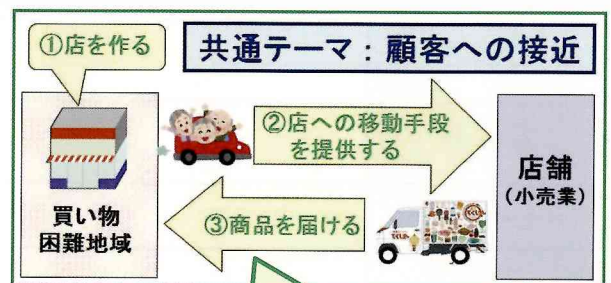 ①店を作る
共通テーマ：顧客への接近
②店への移動手段
を提供する
店舗
（小売業）
③商品を届ける
買い物
困難地域